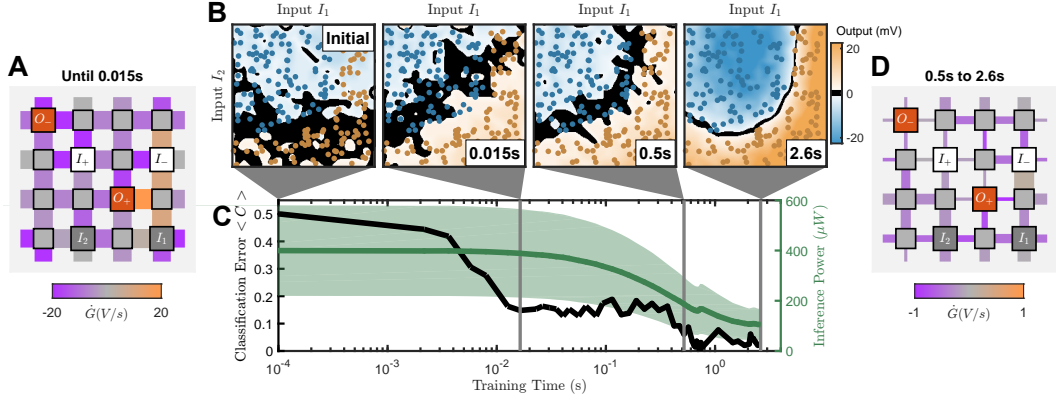 A
Until 0.015s
O₋
I₊
I₋
O₊
I₂
I₁
-20
20
Ġ(V/s)
B
Input I₁
Input I₁
Input I₁
Input I₁
Input I₂
Initial
0.015s
0.5s
2.6s
Output (mV)
20
0
-20
C
Classification Error < C >
0.5
0.4
0.3
0.2
0.1
0
10⁻⁴
10⁻³
10⁻²
10⁻¹
10⁰
Training Time (s)
600
400
200
0
Inference Power (μW)
D
0.5s to 2.6s
O₋
I₊
I₋
O₊
I₂
I₁
-1
1
Ġ(V/s)